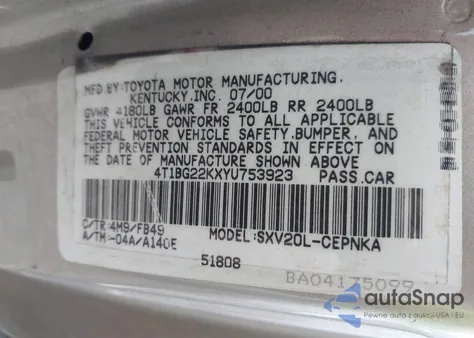 MFD.BY:TOYOTA MOTOR MANUFACTURING,
KENTUCKY,INC. 07/00
GVWR 4180LB GAWR FR 2400LB RR 2400LB
THIS VEHICLE CONFORMS TO ALL APPLICABLE
FEDERAL MOTOR VEHICLE SAFETY,BUMPER, AND
THEFT PREVENTION STANDARDS IN EFFECT ON
THE DATE OF MANUFACTURE SHOWN ABOVE
4T1BG22KXYU753923 PASS.CAR
C/TR:4M9/FB49 MODEL:SXV20L-CEPNKA
A/TM:-04A/A140E
51808
BA04175099
autoSnap
Pewne auta z aukcji USA i EU